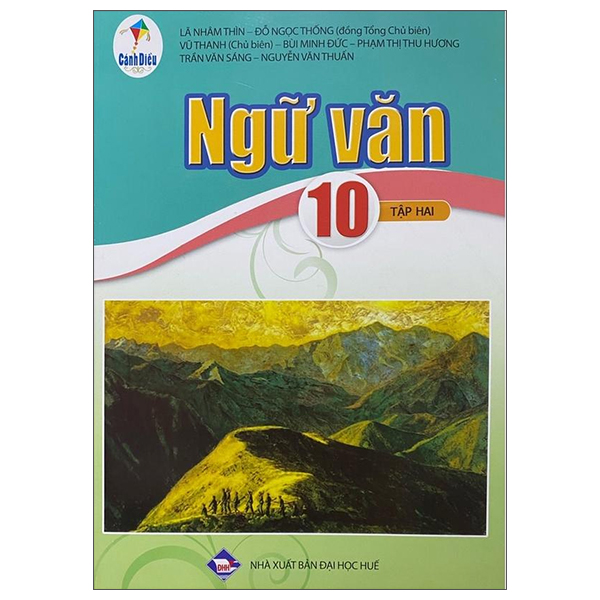 LÃ NHÂM THÌN – ĐỖ NGỌC THỐNG (đồng Tổng Chủ biên)
VŨ THANH (Chủ biên) – BÙI MINH ĐỨC – PHẠM THỊ THU HƯƠNG
TRẦN VĂN SÁNG – NGUYỄN VĂN THUẤN
Cánh Diều
Ngữ văn
10
TẬP HAI
ĐHH
NHÀ XUẤT BẢN ĐẠI HỌC HUẾ